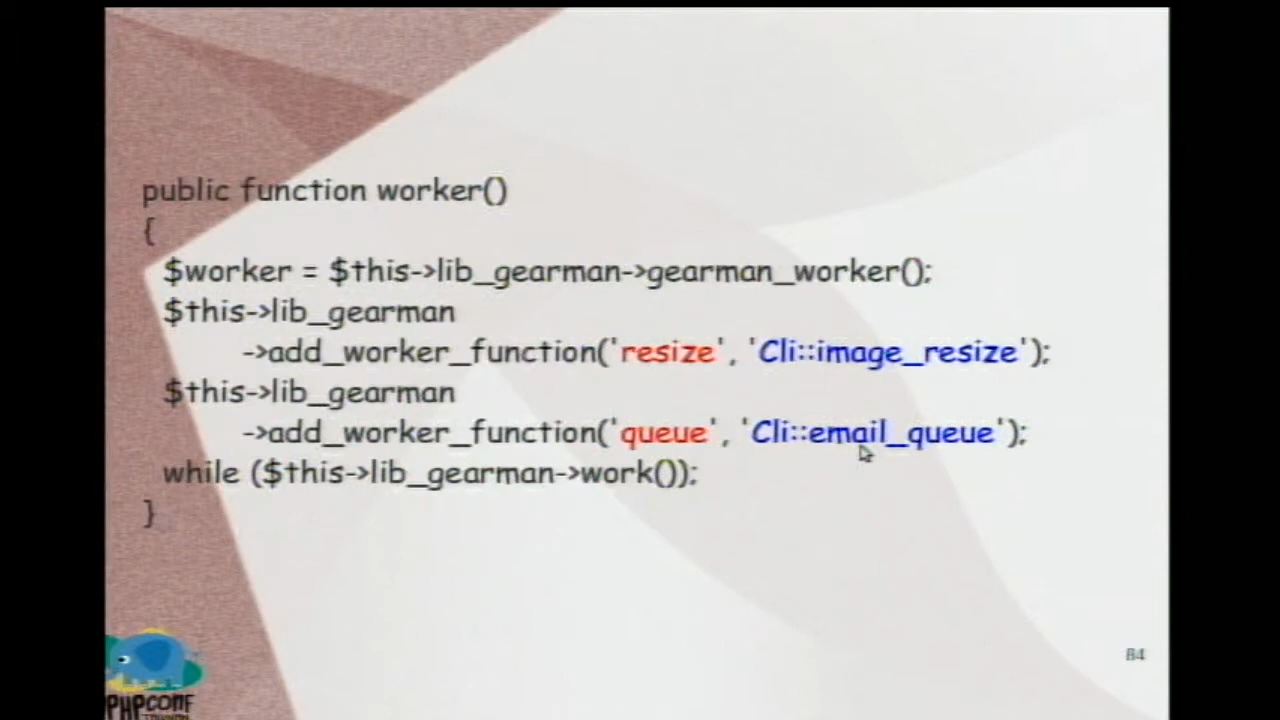 public function worker()
{
$worker = $this->lib_gearman->gearman_worker();
$this->lib_gearman
->add_worker_function('resize', 'Cli::image_resize');
$this->lib_gearman
->add_worker_function('queue', 'Cli::email_queue');
while ($this->lib_gearman->work());
}
84
PHPCONF
TAIWAN